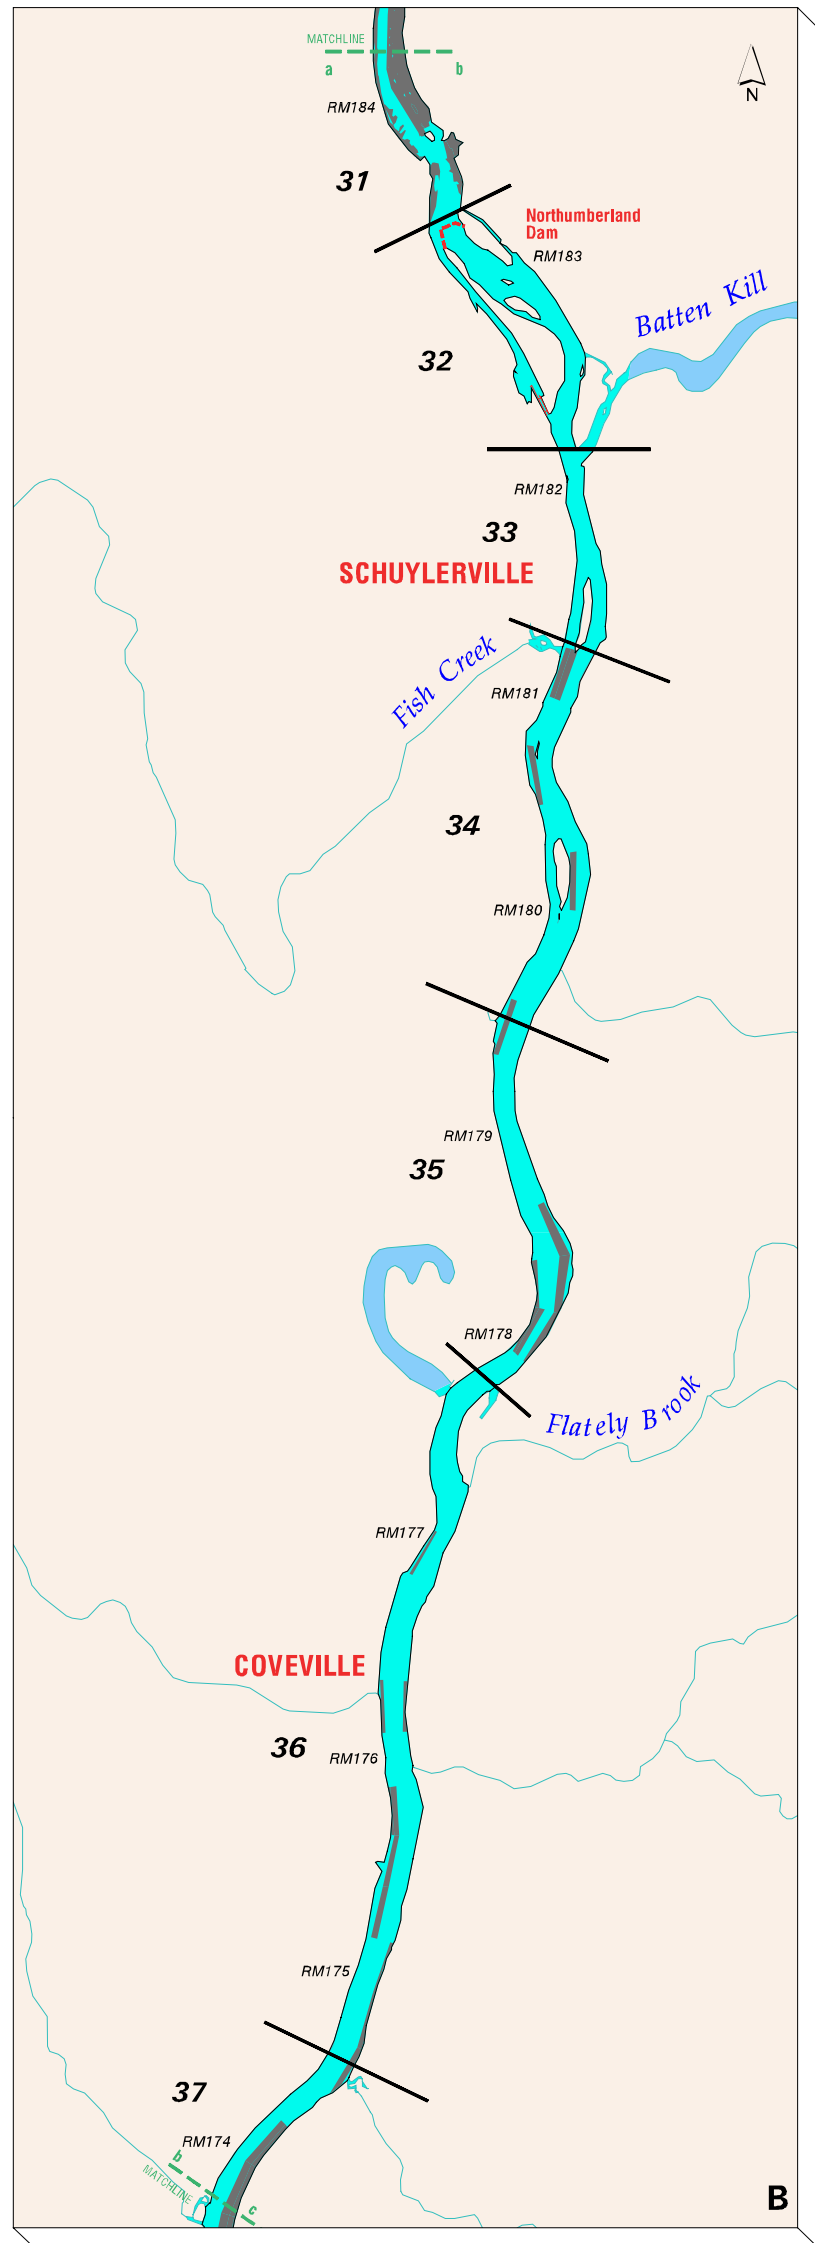 MATCHLINE
a b
N
RM184
31
Northumberland
Dam
RM183
Batten Kill
32
RM182
33
SCHUYLERVILLE
Fish Creek
RM181
34
RM180
RM179
35
RM178
Flately Brook
RM177
COVEVILLE
36
RM176
RM175
37
RM174
b
MATCHLINE
c
B